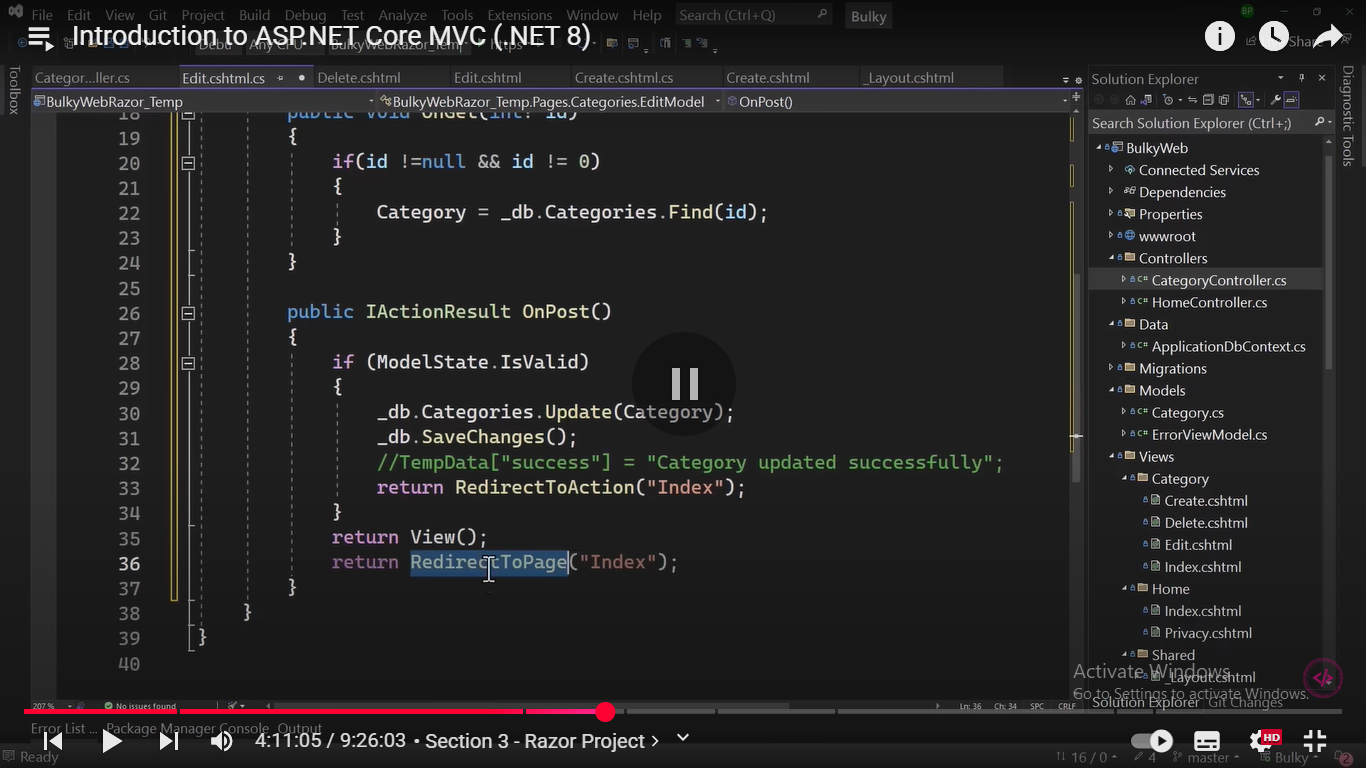 File Edit View Git Project Build Debug Test Analyze Tools Extensions Window Help Search (Ctrl+Q) Bulky
Introduction to ASP.NET Core MVC (.NET 8)
Share
Categor...ller.cs Edit.cshtml.cs Delete.cshtml Edit.cshtml Create.cshtml.cs Create.cshtml _Layout.cshtml
Toolbox
BulkyWebRazor_Temp BulkyWebRazor_Temp.Pages.Categories.EditModel OnPost()
18 public void OnGet(int? id)
19 {
20 if(id !=null && id != 0)
21 {
22 Category = _db.Categories.Find(id);
23 }
24 }
25
26 public IActionResult OnPost()
27 {
28 if (ModelState.IsValid)
29 {
30 _db.Categories.Update(Category);
31 _db.SaveChanges();
32 //TempData["success"] = "Category updated successfully";
33 return RedirectToAction("Index");
34 }
35 return View();
36 return RedirectToPage("Index");
37 }
38 }
39 }
40
207 % No issues found Ln: 36 Ch: 34 SPC CRLF
Solution Explorer
Search Solution Explorer (Ctrl+;)
BulkyWeb
Connected Services
Dependencies
Properties
wwwroot
Controllers
C# CategoryController.cs
C# HomeController.cs
Data
C# ApplicationDbContext.cs
Migrations
Models
C# Category.cs
C# ErrorViewModel.cs
Views
Category
Create.cshtml
Delete.cshtml
Edit.cshtml
Index.cshtml
Home
Index.cshtml
Privacy.cshtml
Shared
_Layout.cshtml
Diagnostic Tools
Activate Windows
Go to Settings to activate Windows.
Solution Explorer Git Changes
Error List ... Package Manager Console Output
4:11:05 / 9:26:03 • Section 3 - Razor Project
HD
Ready 16 / 0 4 master Bulky 2